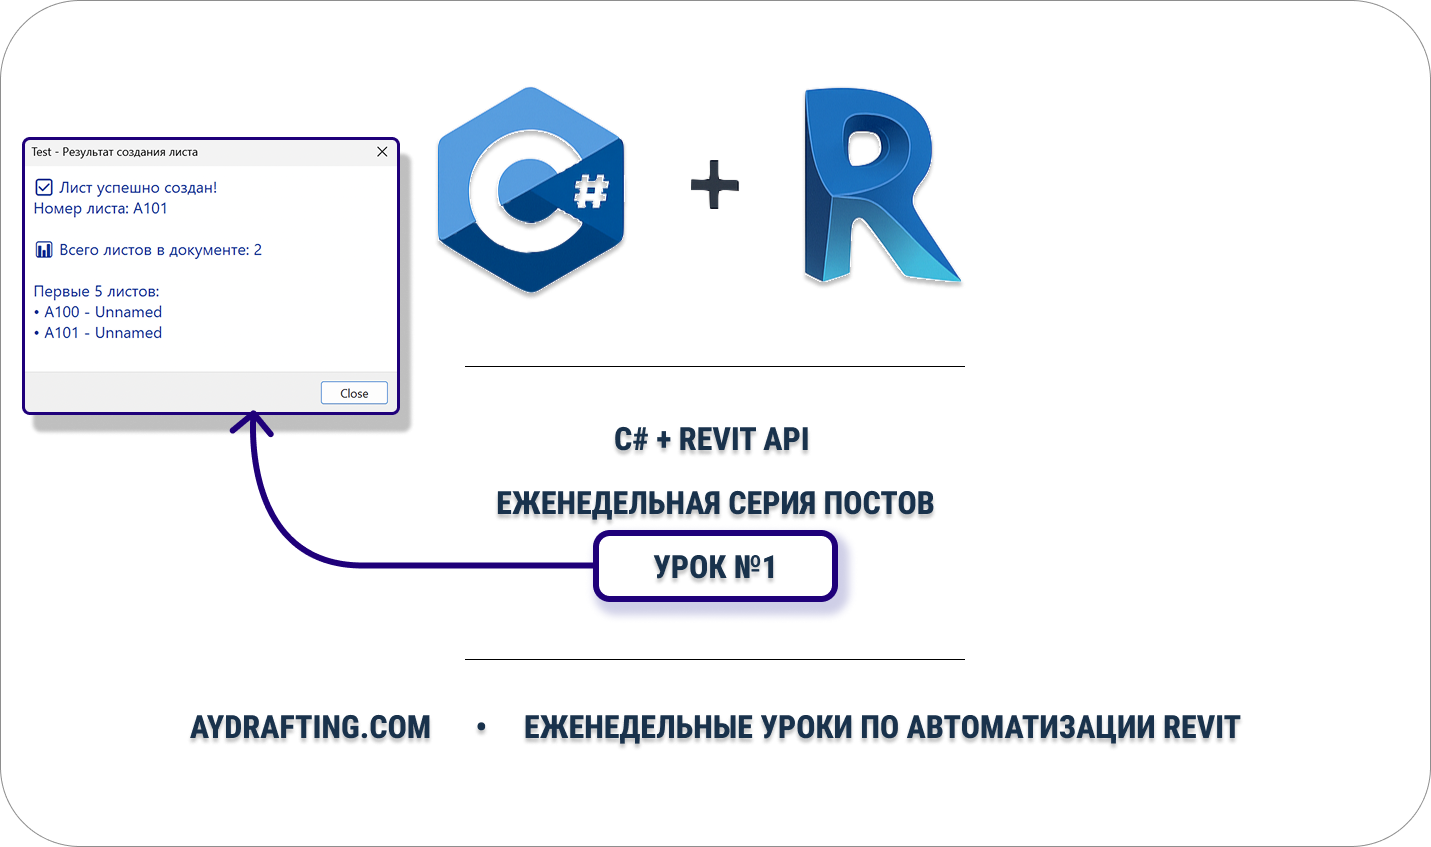 Test - Результат создания листа
Лист успешно создан!
Номер листа: A101
Всего листов в документе: 2
Первые 5 листов:
• A100 - Unnamed
• A101 - Unnamed
Close
C#
+
R
C# + REVIT API
ЕЖЕНЕДЕЛЬНАЯ СЕРИЯ ПОСТОВ
УРОК №1
AYDRAFTING.COM • ЕЖЕНЕДЕЛЬНЫЕ УРОКИ ПО АВТОМАТИЗАЦИИ REVIT